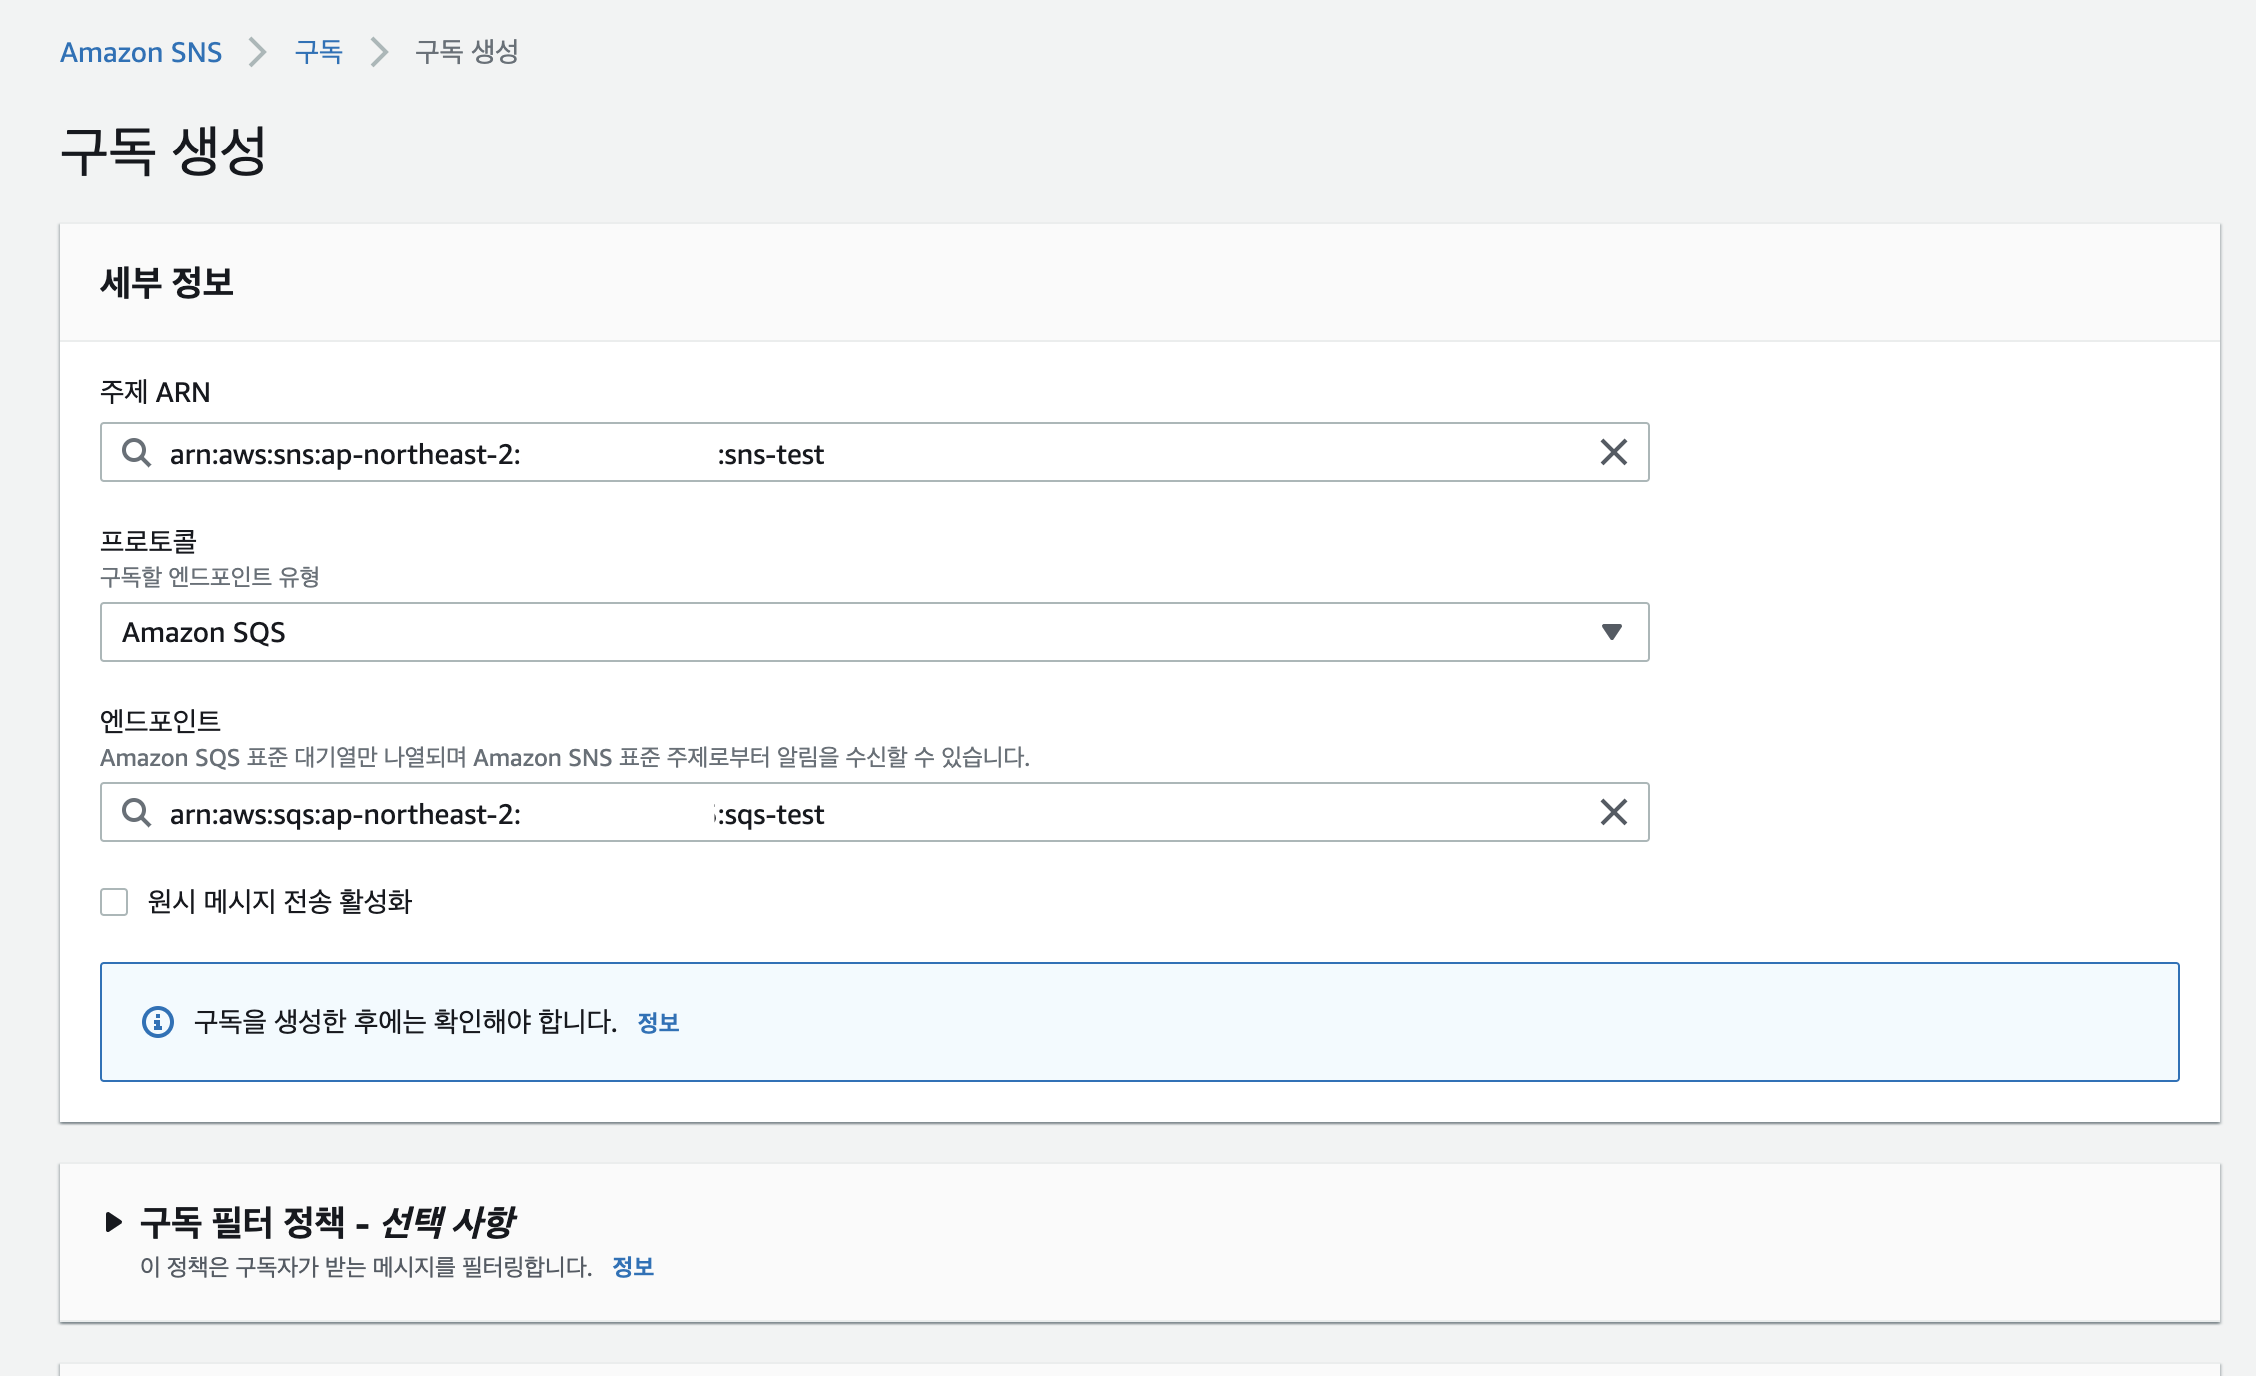 Amazon SNS > 구독 > 구독 생성
구독 생성
세부 정보
주제 ARN
arn:aws:sns:ap-northeast-2: :sns-test
프로토콜
구독할 엔드포인트 유형
Amazon SQS
엔드포인트
Amazon SQS 표준 대기열만 나열되며 Amazon SNS 표준 주제로부터 알림을 수신할 수 있습니다.
arn:aws:sqs:ap-northeast-2: :sqs-test
원시 메시지 전송 활성화
구독을 생성한 후에는 확인해야 합니다. 정보
구독 필터 정책 - 선택 사항
이 정책은 구독자가 받는 메시지를 필터링합니다. 정보